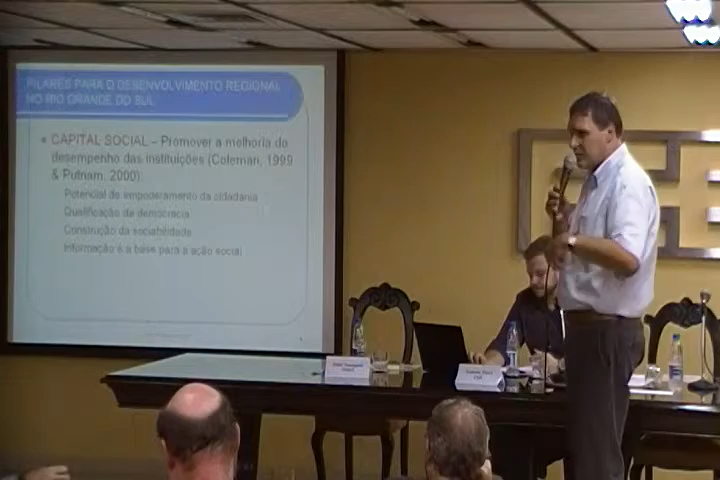 PILARES PARA O DESENVOLVIMENTO REGIONAL
NO RIO GRANDE DO SUL
CAPITAL SOCIAL – Promover a melhoria do
desempenho das instituições (Coleman, 1999
& Putnam, 2000)
Potencial de empoderamento da cidadania
Qualificação da democracia
Construção da sociabilidade
Informação é a base para a ação social